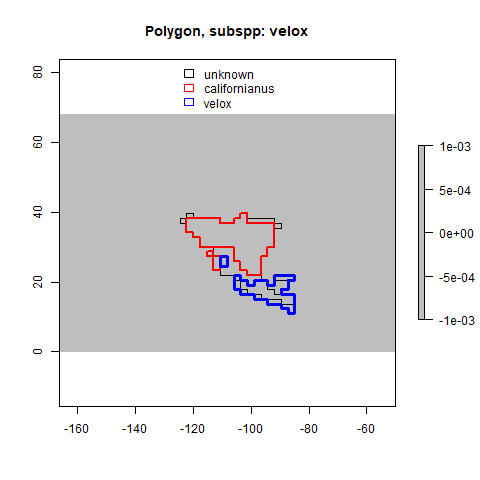 Polygon, subspp: velox
unknown
californianus
velox
80
60
40
20
0
1e-03
5e-04
0e+00
-5e-04
-1e-03
-160 -140 -120 -100 -80 -60